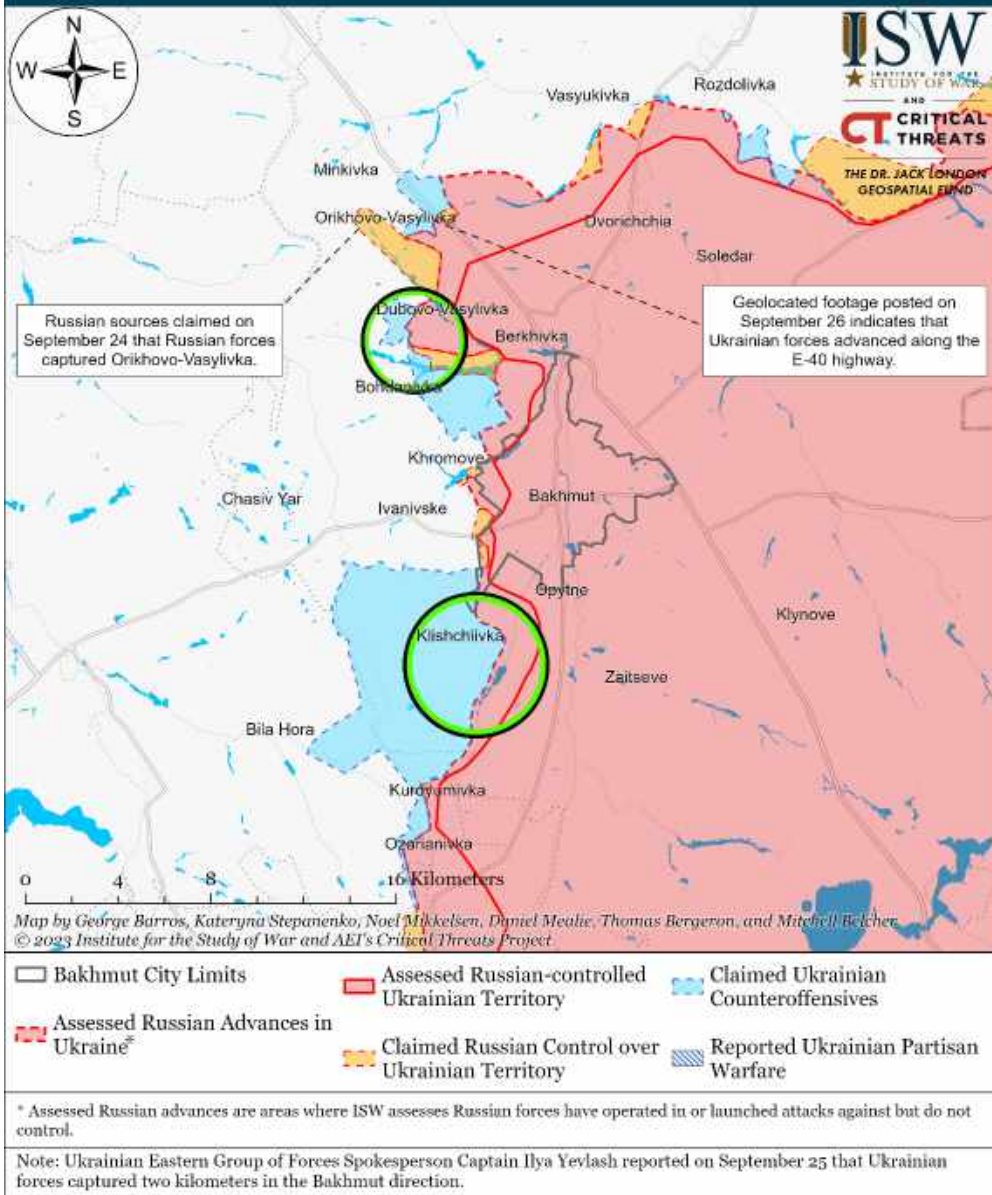 N
W
E
S
ISW
INSTITUTE FOR THE
STUDY OF WAR
AND
CT CRITICAL
THREATS
THE DR. JACK LONDON
GEOSPATIAL FUND
Vasyukivka
Rozdolivka
Minkivka
Orikhovo-Vasylivka
Dvorichchia
Soledar
Russian sources claimed on
September 24 that Russian forces
captured Orikhovo-Vasylivka.
Geolocated footage posted on
September 26 indicates that
Ukrainian forces advanced along the
E-40 highway.
Dubovo-Vasylivka
Berkhivka
Bohdanivka
Khromove
Chasiv Yar
Ivanivske
Bakhmut
Opytne
Klynove
Klishchiivka
Zaitseve
Bila Hora
Kurdyumivka
Ozarianivka
0 4 8 16 Kilometers
Map by George Barros, Kateryna Stepanenko, Noel Mikkelsen, Daniel Mealie, Thomas Bergeron, and Mitchell Belcher
© 2023 Institute for the Study of War and AEI's Critical Threats Project
Bakhmut City Limits
Assessed Russian Advances in
Ukraine*
Assessed Russian-controlled
Ukrainian Territory
Claimed Russian Control over
Ukrainian Territory
Claimed Ukrainian
Counteroffensives
Reported Ukrainian Partisan
Warfare
* Assessed Russian advances are areas where ISW assesses Russian forces have operated in or launched attacks against but do not
control.
Note: Ukrainian Eastern Group of Forces Spokesperson Captain Ilya Yevlash reported on September 25 that Ukrainian
forces captured two kilometers in the Bakhmut direction.